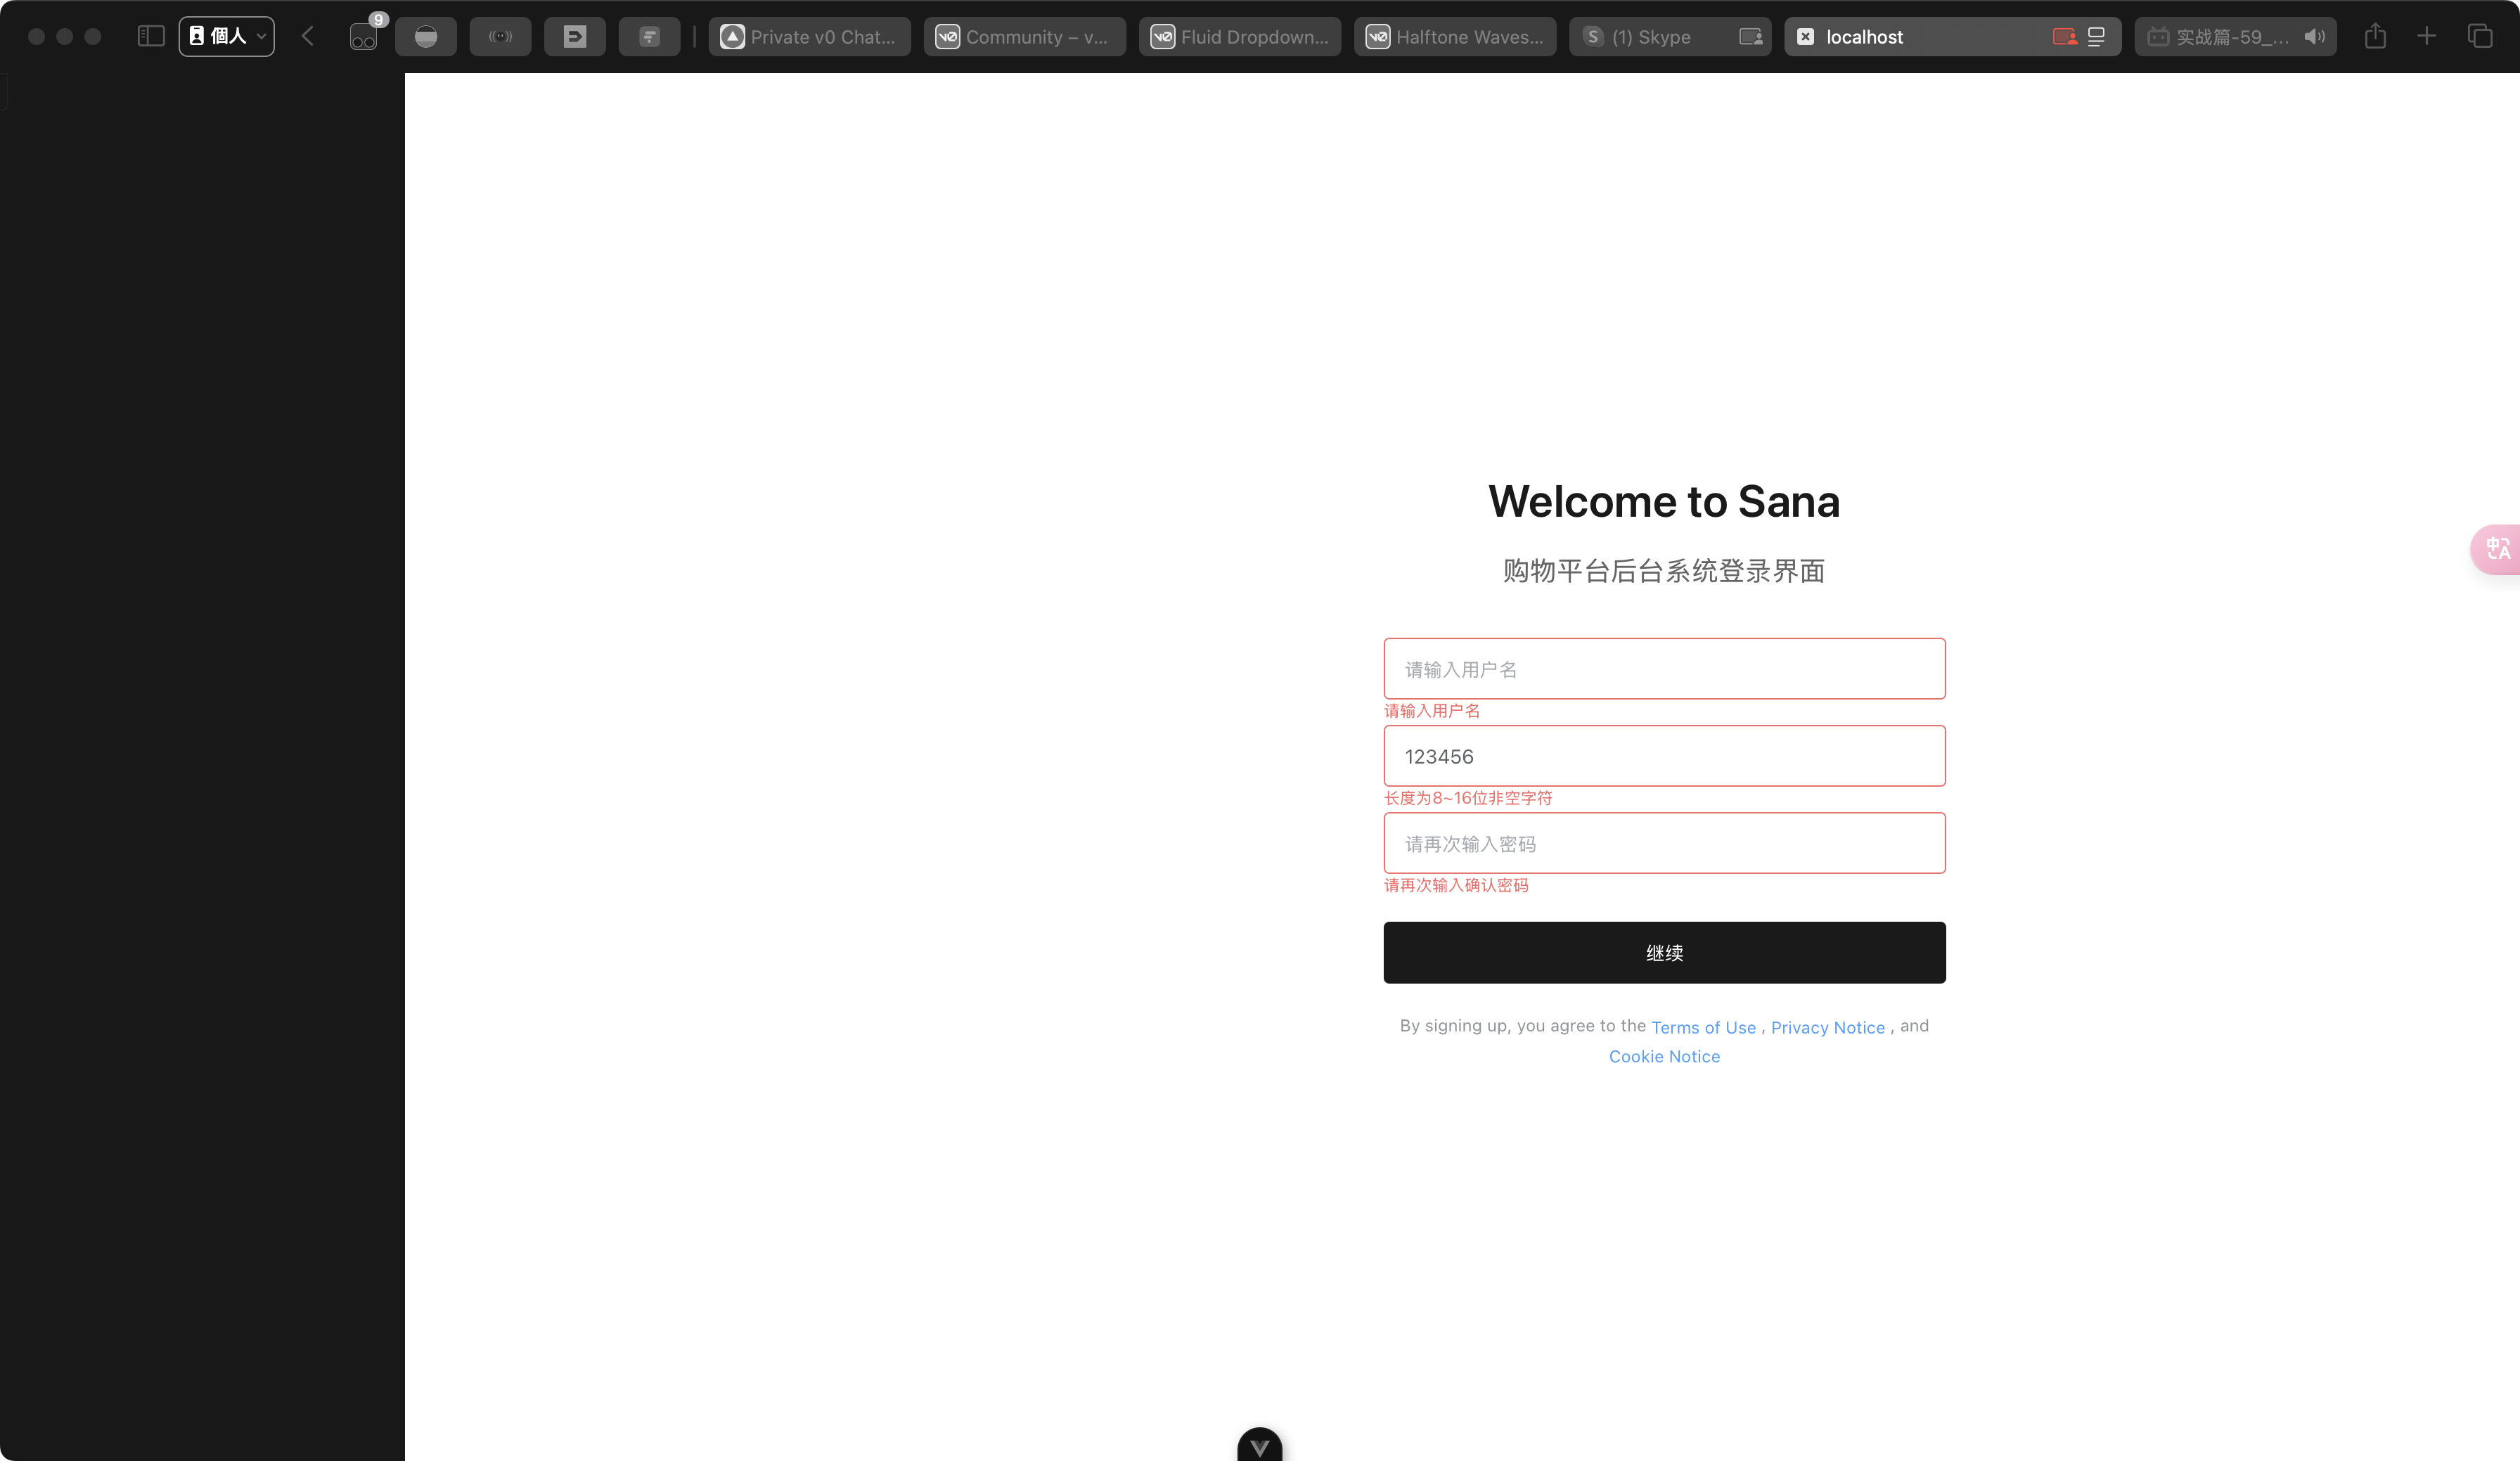 個人
9
Private v0 Chat...
Community – v...
Fluid Dropdown...
Halftone Waves...
(1) Skype
localhost
实战篇-59_...
Welcome to Sana
购物平台后台系统登录界面
请输入用户名
请输入用户名
123456
长度为8~16位非空字符
请再次输入密码
请再次输入确认密码
继续
By signing up, you agree to the Terms of Use , Privacy Notice , and
Cookie Notice